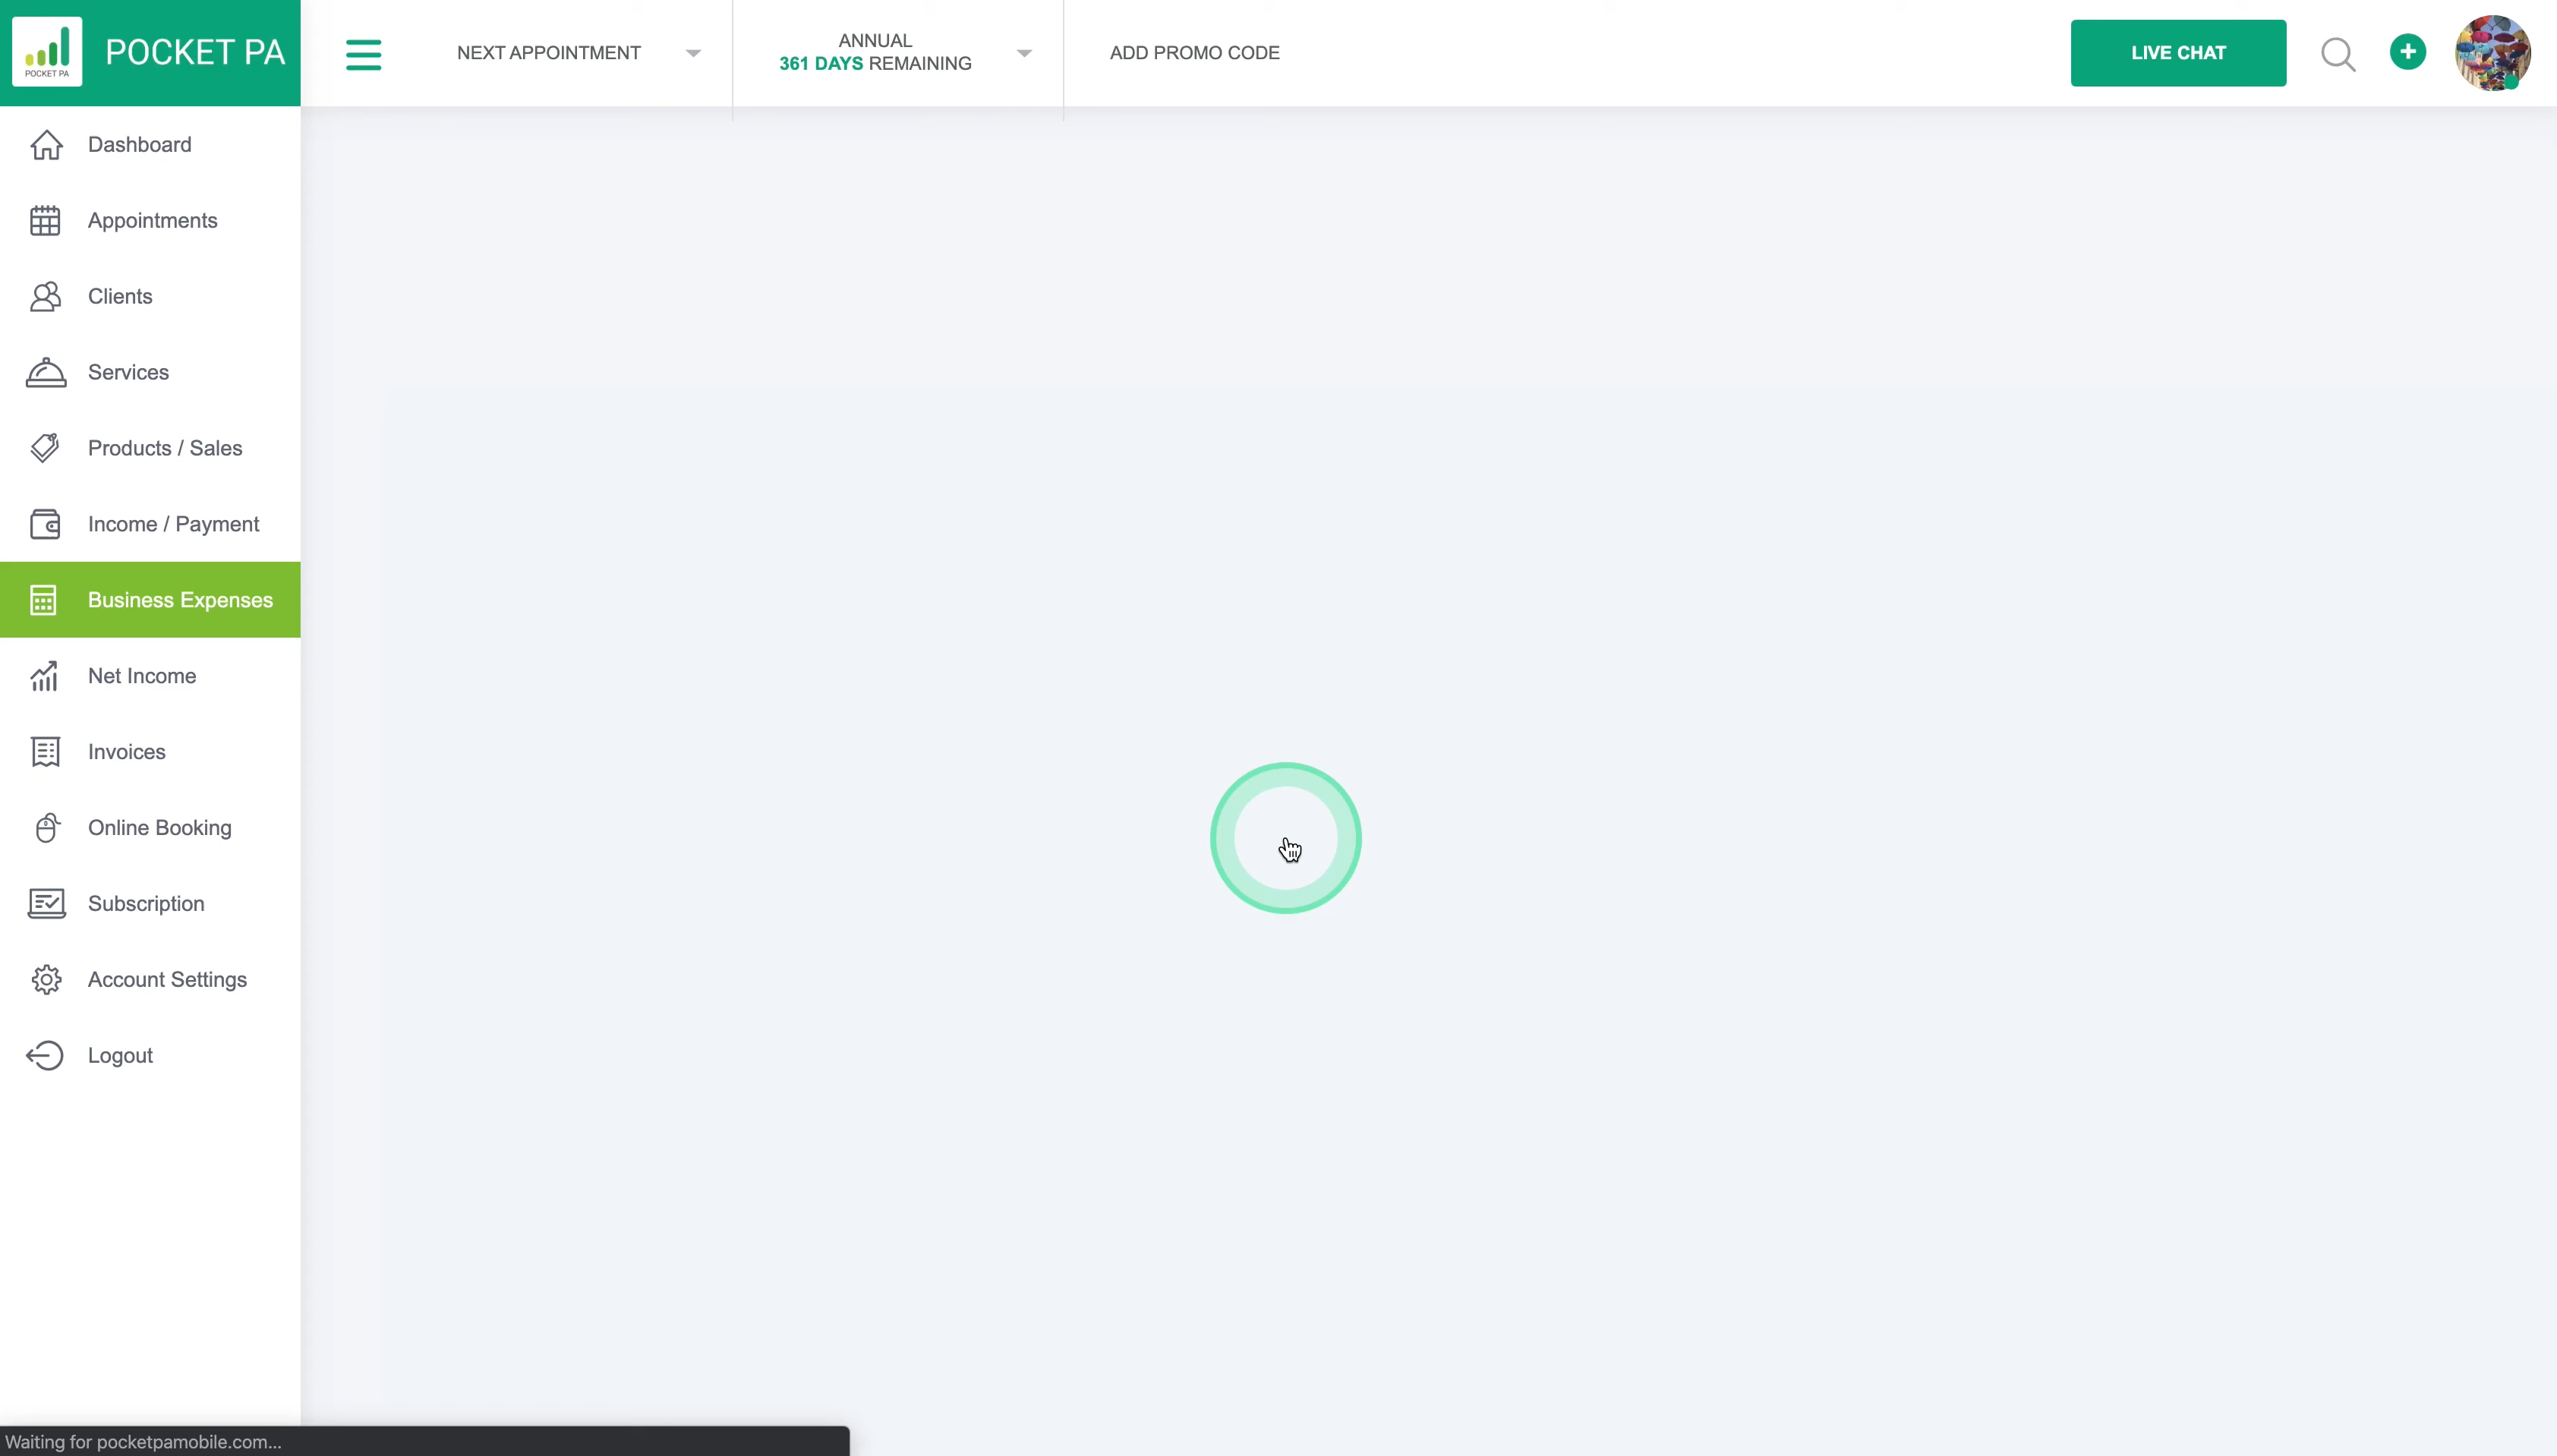 POCKET PA
POCKET PA
NEXT APPOINTMENT
ANNUAL
361 DAYS REMAINING
ADD PROMO CODE
LIVE CHAT
Dashboard
Appointments
Clients
Services
Products / Sales
Income / Payment
Business Expenses
Net Income
Invoices
Online Booking
Subscription
Account Settings
Logout
Waiting for pocketpamobile.com...